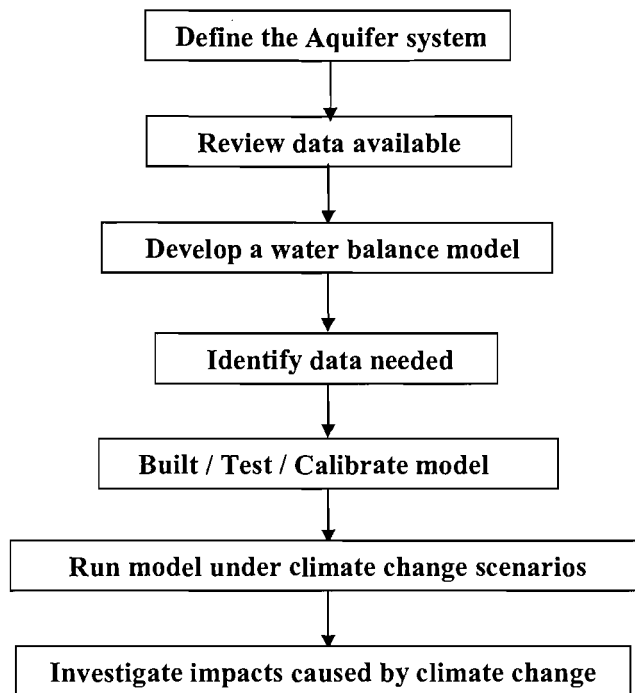 Define the Aquifer system
Review data available
Develop a water balance model
Identify data needed
Built / Test / Calibrate model
Run model under climate change scenarios
Investigate impacts caused by climate change